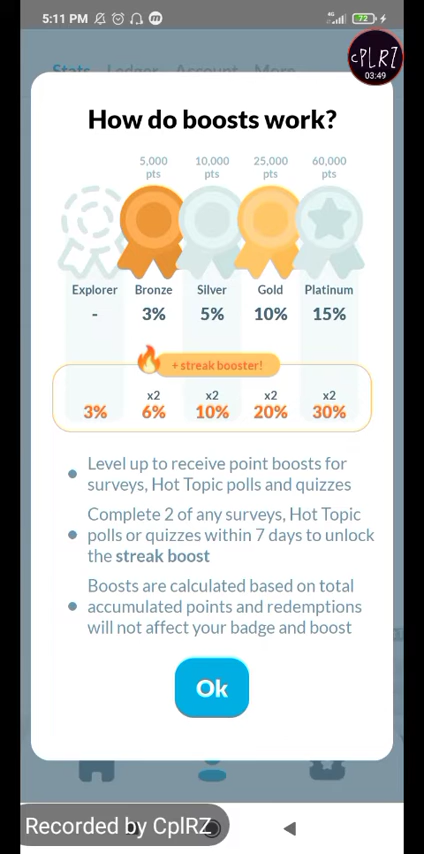 5:11 PM
72
Stats Ledger Account More
cPLRZ
03:49
How do boosts work?
5,000 pts
10,000 pts
25,000 pts
60,000 pts
Explorer Bronze Silver Gold Platinum
- 3% 5% 10% 15%
+ streak booster!
x2 x2 x2 x2
3% 6% 10% 20% 30%
Level up to receive point boosts for
surveys, Hot Topic polls and quizzes
Complete 2 of any surveys, Hot Topic
polls or quizzes within 7 days to unlock
the streak boost
Boosts are calculated based on total
accumulated points and redemptions
will not affect your badge and boost
Ok
Recorded by CplRZ